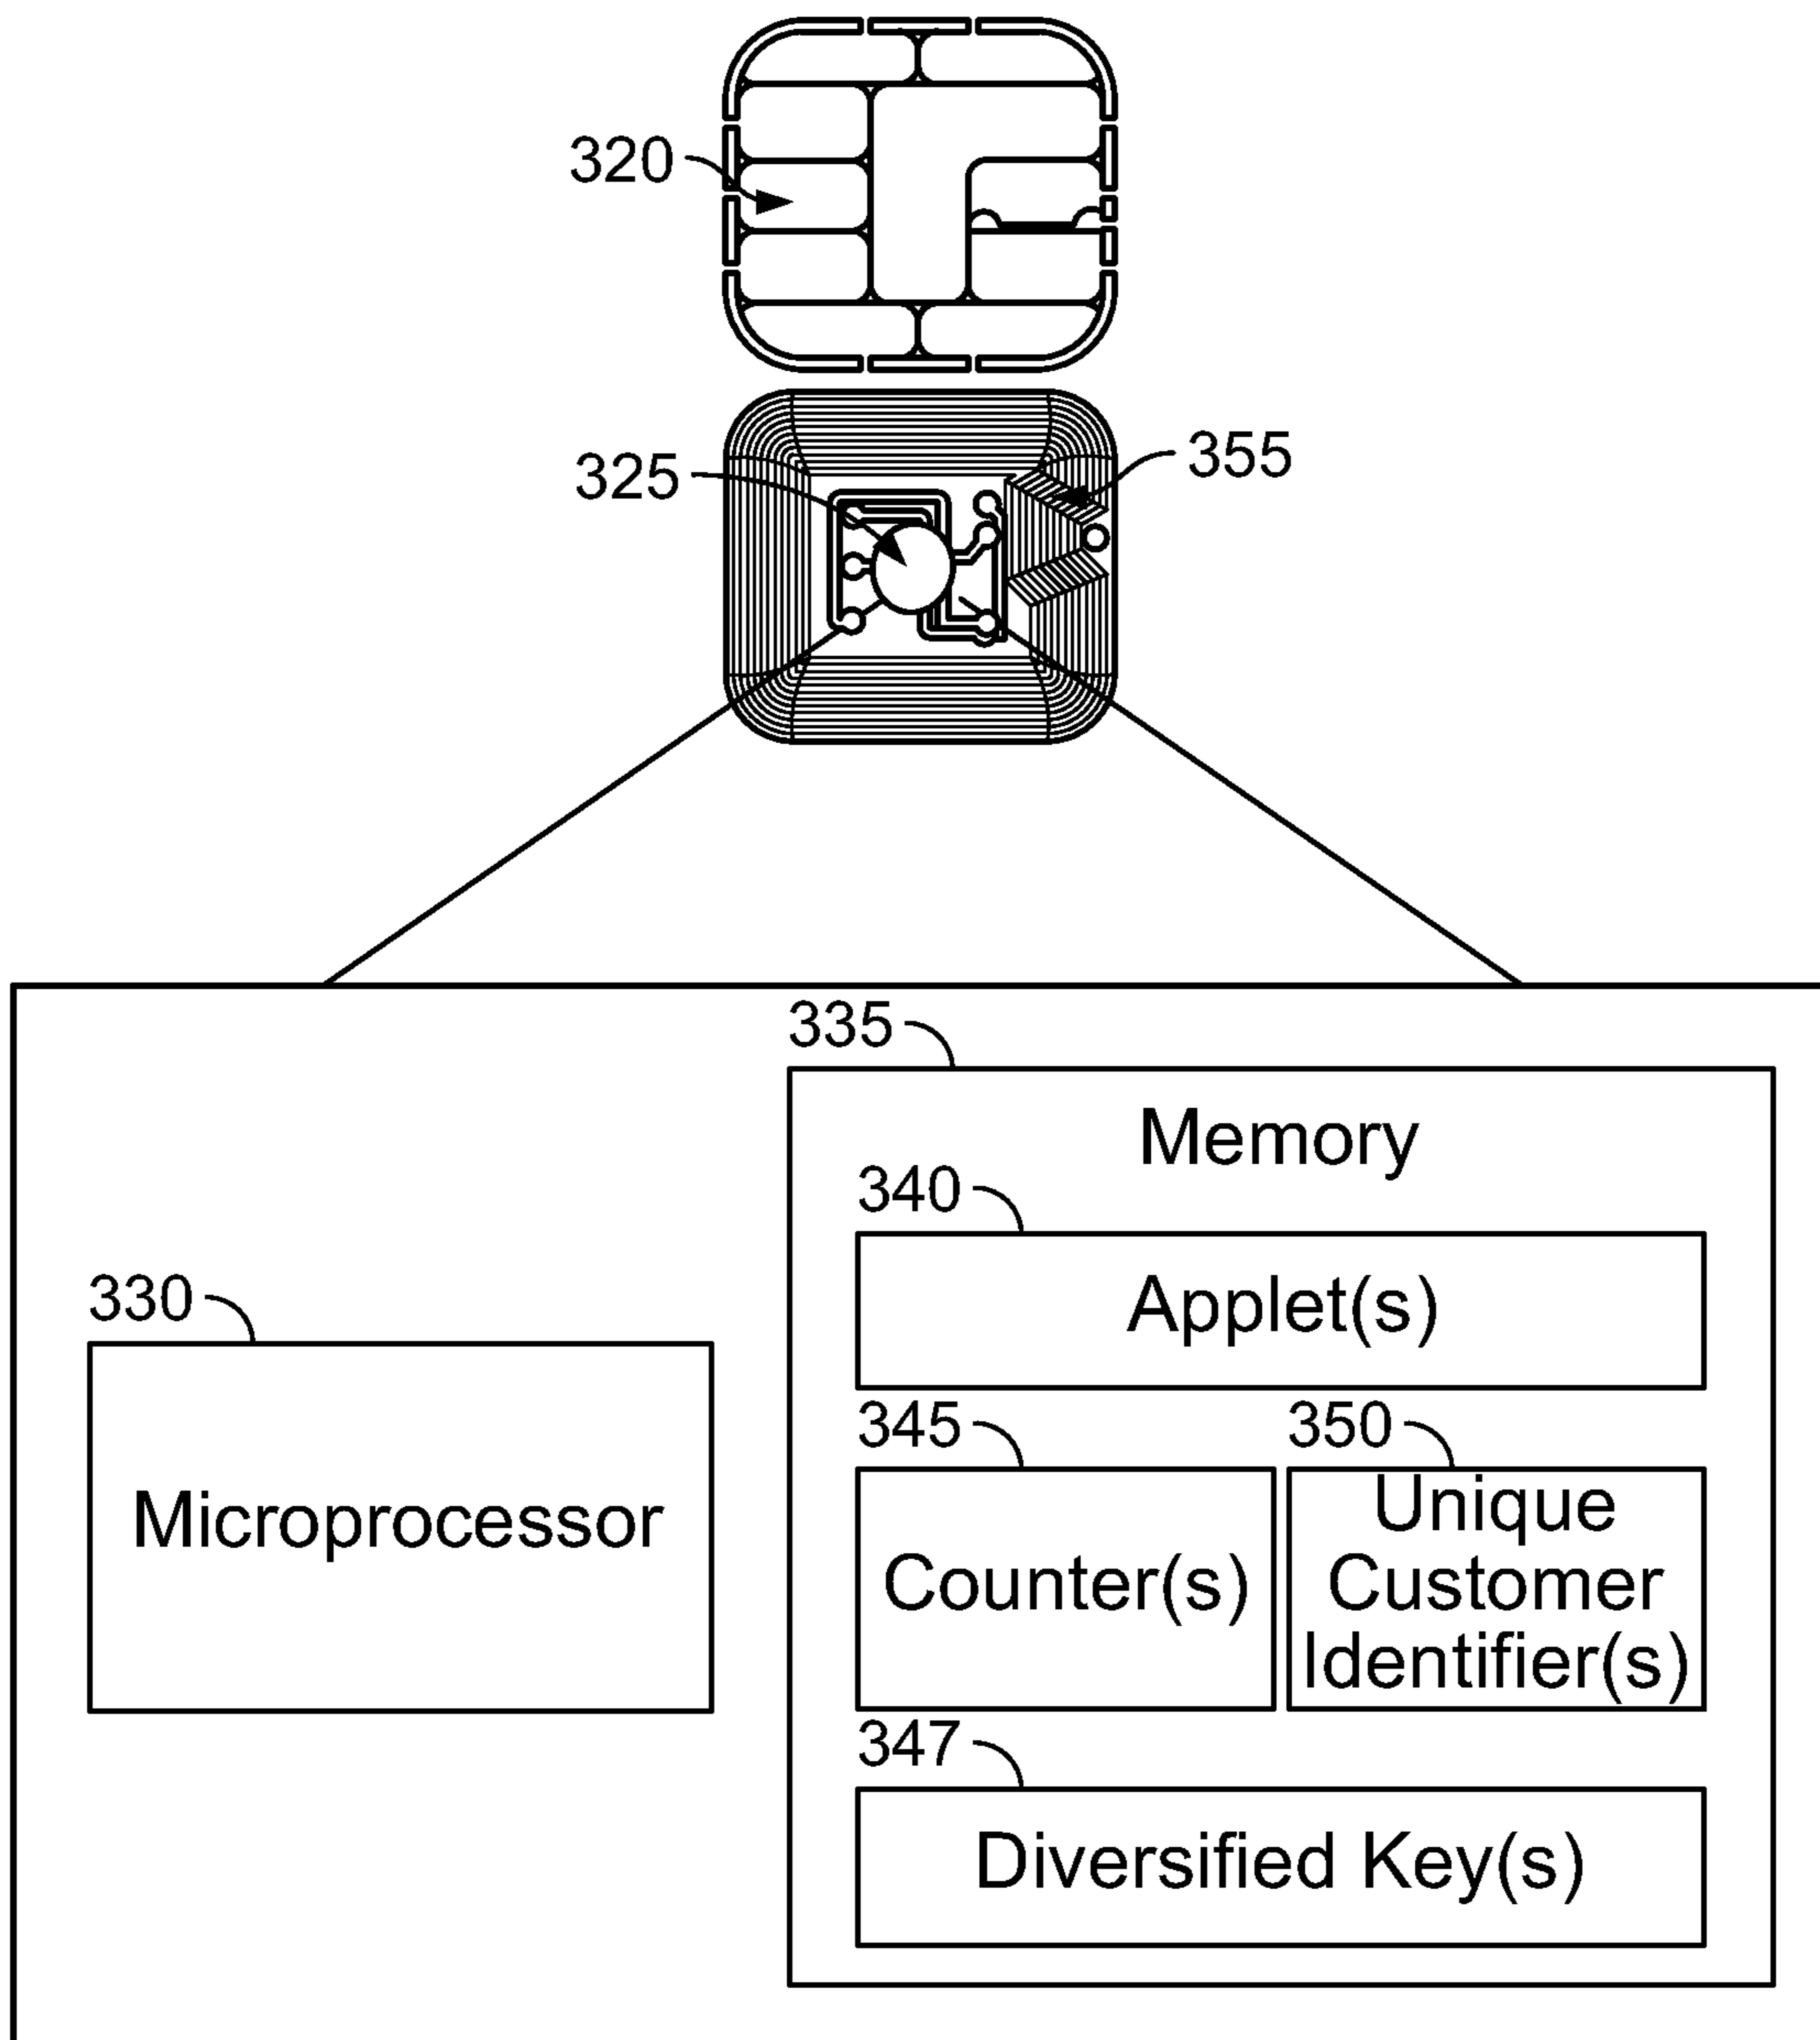 320
325
355
335
Memory
340
Applet(s)
330
Microprocessor
345
350
Counter(s)
Unique
Customer
Identifier(s)
347
Diversified Key(s)